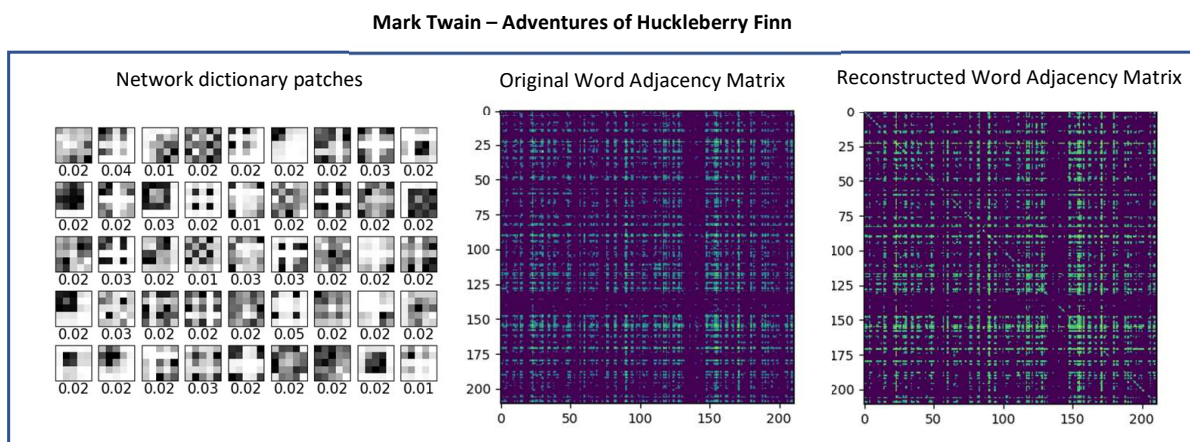 Mark Twain – Adventures of Huckleberry Finn
Network dictionary patches
Original Word Adjacency Matrix
Reconstructed Word Adjacency Matrix
0.02 0.04 0.01 0.02 0.02 0.02 0.02 0.03 0.02
0.02 0.02 0.03 0.02 0.01 0.02 0.02 0.02 0.02
0.02 0.03 0.02 0.01 0.03 0.03 0.02 0.02 0.02
0.02 0.03 0.02 0.02 0.02 0.05 0.02 0.02 0.02
0.02 0.02 0.02 0.03 0.02 0.02 0.02 0.02 0.01
0
25
50
75
100
125
150
175
200
0 50 100 150 200
0
25
50
75
100
125
150
175
200
0 50 100 150 200